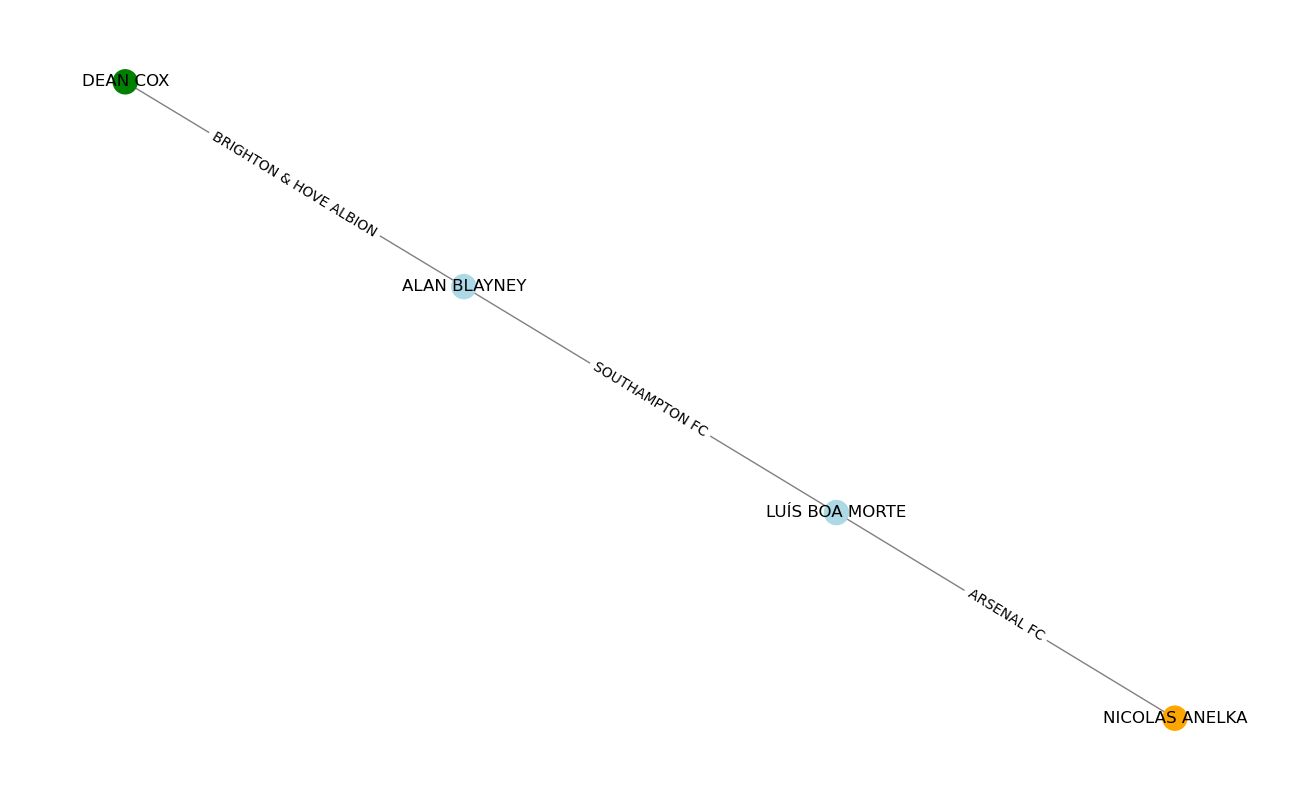 DEAN COX
BRIGHTON & HOVE ALBION
ALAN BLAYNEY
SOUTHAMPTON FC
LUÍS BOA MORTE
ARSENAL FC
NICOLAS ANELKA